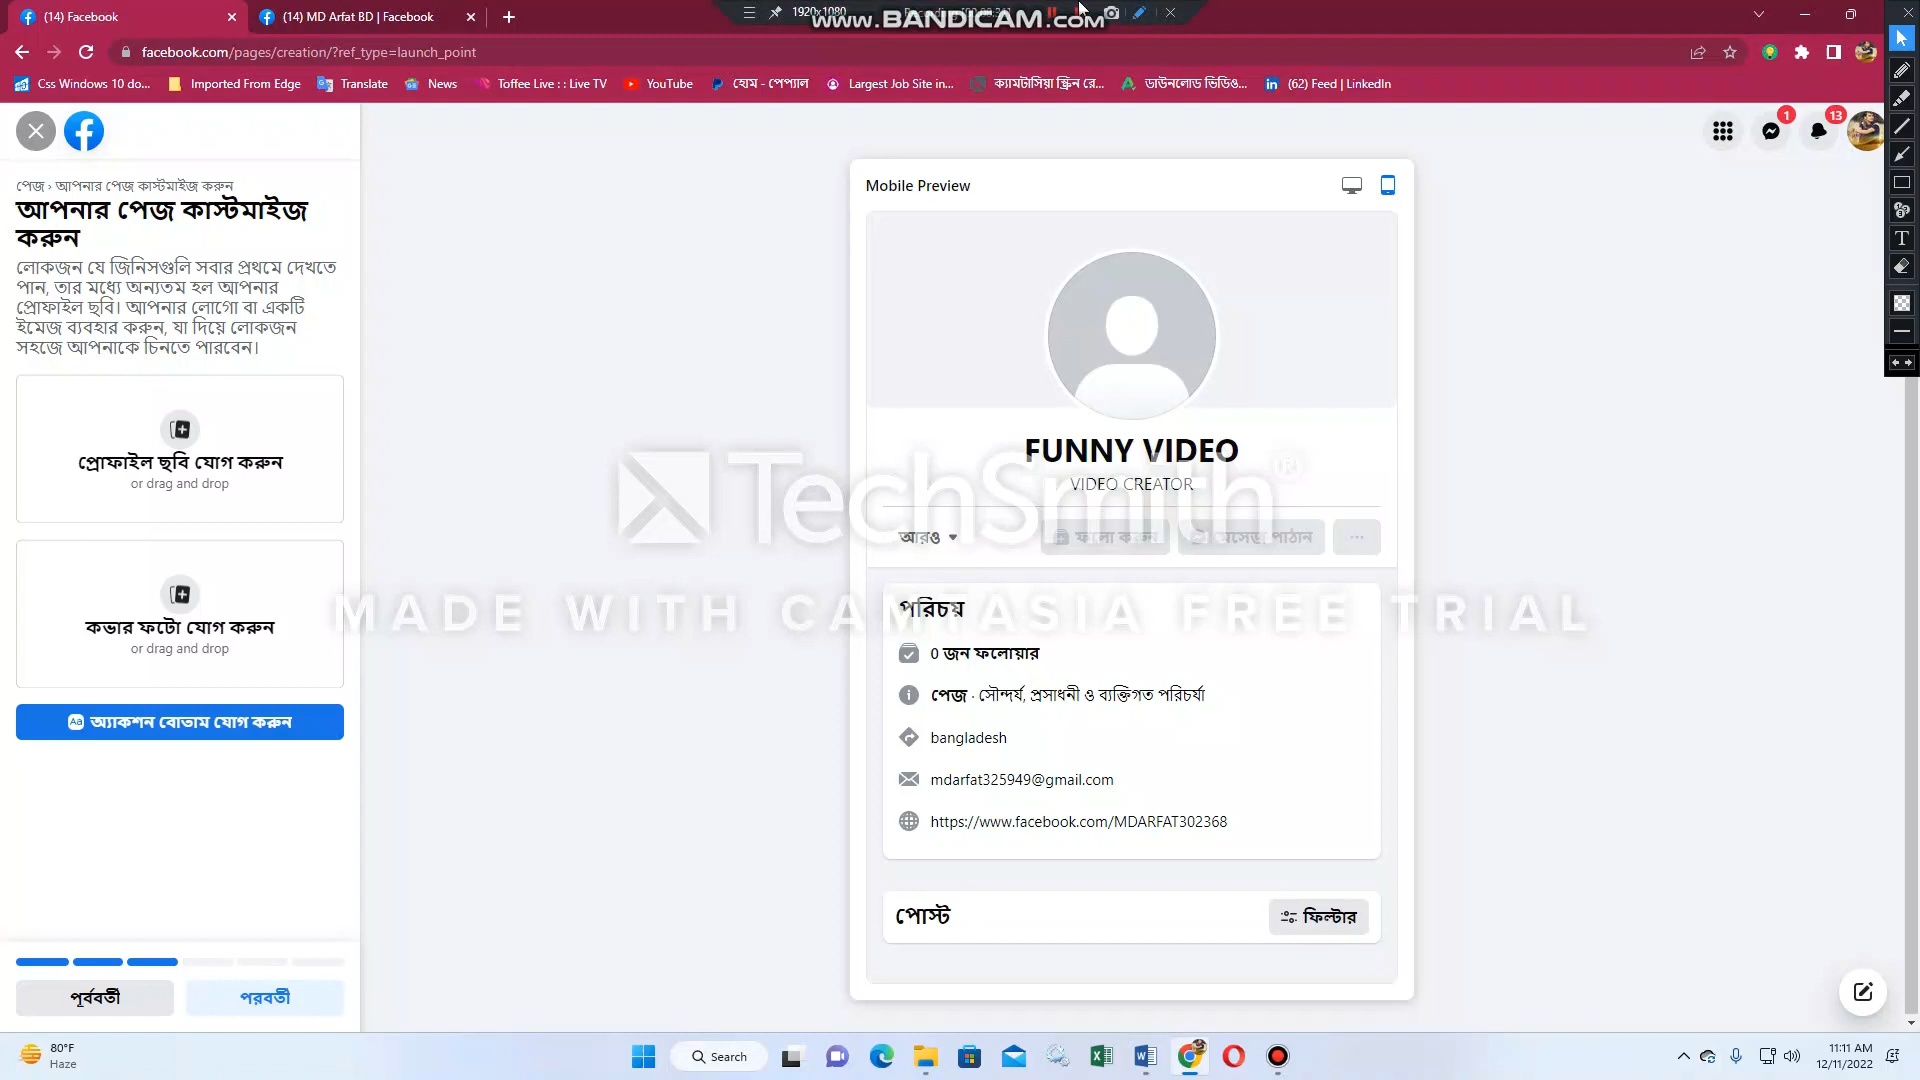 (14) Facebook
(14) MD Arfat BD | Facebook
1920x1080
www.BANDICAM.com
facebook.com/pages/creation/?ref_type=launch_point
Css Windows 10 do...
Imported From Edge
Translate
News
Toffee Live : : Live TV
YouTube
হোম - পেপ্যাল
Largest Job Site in...
ক্যামটাসিয়া স্ক্রিন রে...
ডাউনলোড ভিডিও...
(62) Feed | LinkedIn
1
13
পেজ › আপনার পেজ কাস্টমাইজ করুন
আপনার পেজ কাস্টমাইজ
করুন
লোকজন যে জিনিসগুলি সবার প্রথমে দেখতে
পান, তার মধ্যে অন্যতম হল আপনার
প্রোফাইল ছবি। আপনার লোগো বা একটি
ইমেজ ব্যবহার করুন, যা দিয়ে লোকজন
সহজে আপনাকে চিনতে পারবেন।
প্রোফাইল ছবি যোগ করুন
or drag and drop
কভার ফটো যোগ করুন
or drag and drop
Aa অ্যাকশন বোতাম যোগ করুন
পূর্ববর্তী
পরবর্তী
Mobile Preview
FUNNY VIDEO
VIDEO CREATOR
TechSmith®
আরও
ফলো করুন
মেসেজ পাঠান
MADE WITH CAMTASIA FREE TRIAL
পরিচয়
0 জন ফলোয়ার
পেজ · সৌন্দর্য, প্রসাধনী ও ব্যক্তিগত পরিচর্যা
bangladesh
mdarfat325949@gmail.com
https://www.facebook.com/MDARFAT302368
পোস্ট
ফিল্টার
80°F
Haze
Search
11:11 AM
12/11/2022